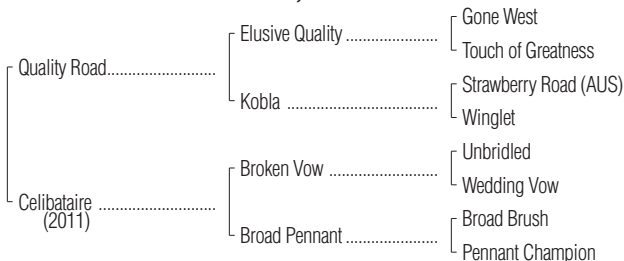 Gone West
Elusive Quality ....................
Touch of Greatness
Quality Road.......................
Strawberry Road (AUS)
Kobla .................................
Winglet
Unbridled
Broken Vow ........................
Wedding Vow
Celibataire .........................
(2011)
Broad Brush
Broad Pennant....................
Pennant Champion